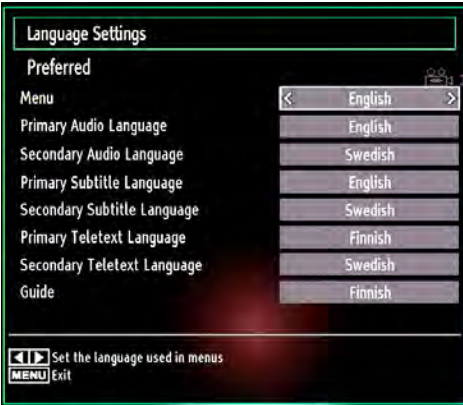 Language Settings
Preferred
Menu < English >
Primary Audio Language English
Secondary Audio Language Swedish
Primary Subtitle Language English
Secondary Subtitle Language Swedish
Primary Teletext Language Finnish
Secondary Teletext Language Swedish
Guide Finnish
Set the language used in menus
MENU Exit